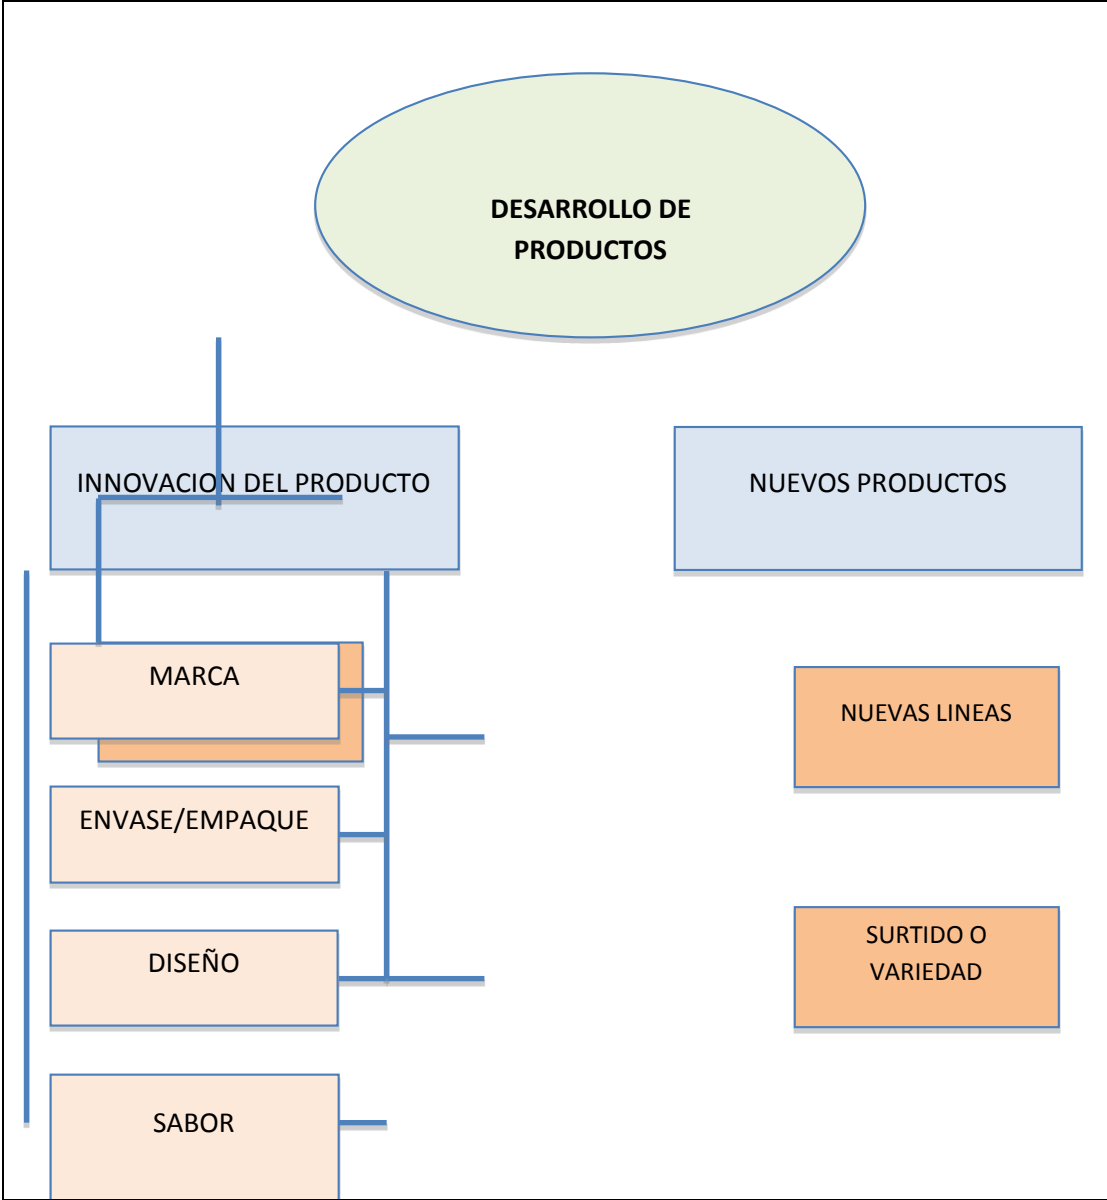 DESARROLLO DE
PRODUCTOS
INNOVACION DEL PRODUCTO
NUEVOS PRODUCTOS
MARCA
NUEVAS LINEAS
ENVASE/EMPAQUE
DISEÑO
SURTIDO O
VARIEDAD
SABOR